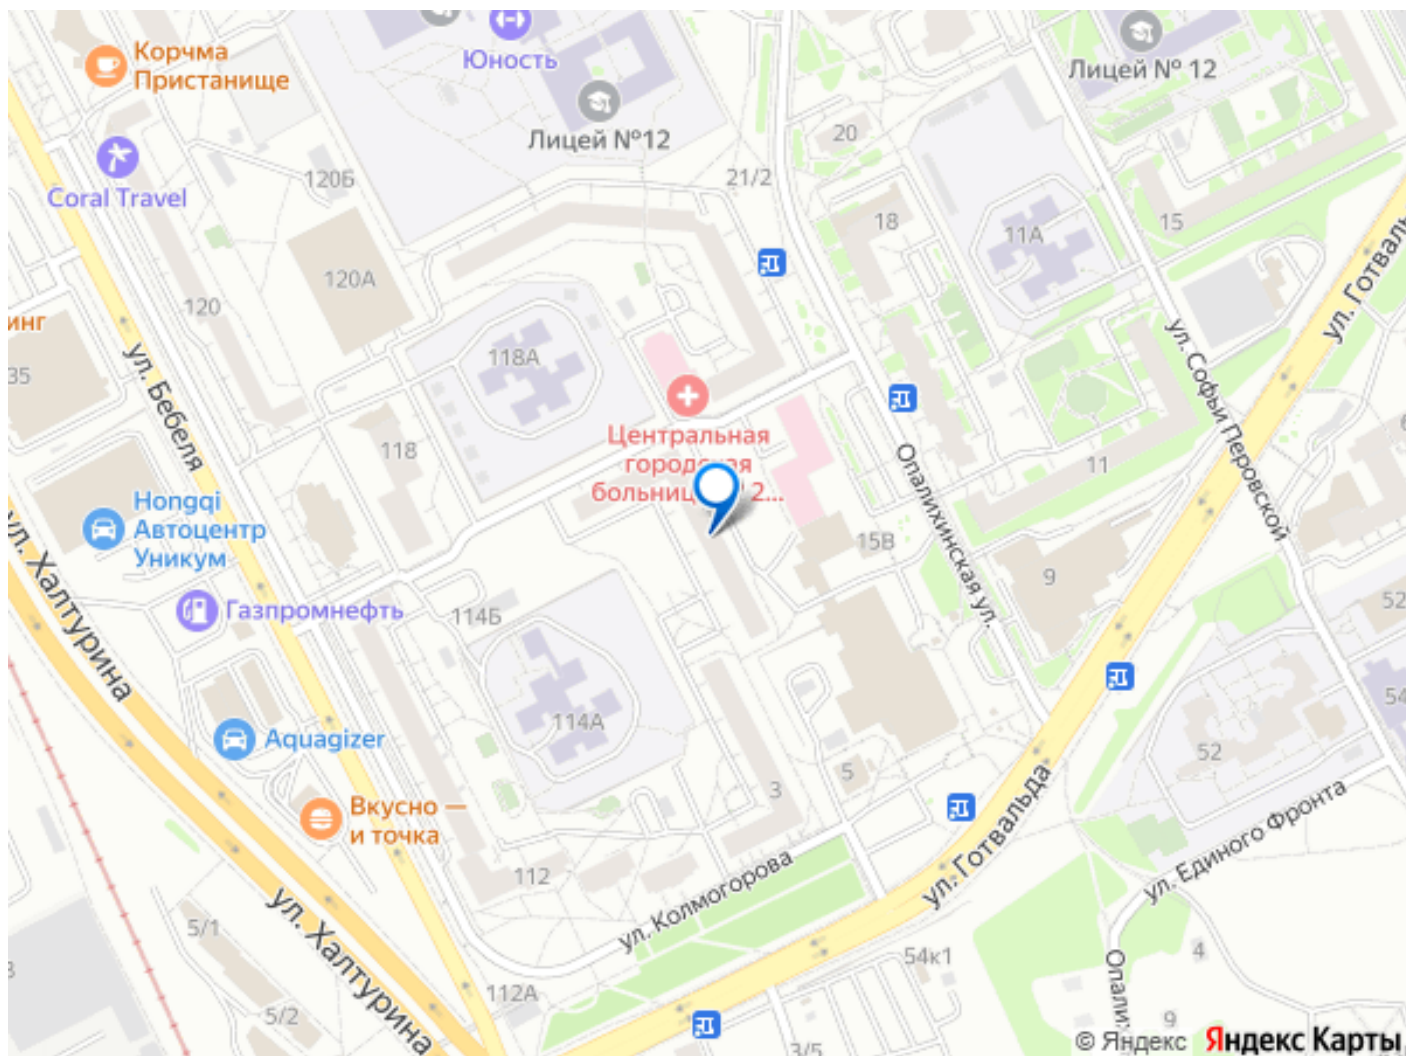 Корчма
Пристанище
Юность
Лицей №12
Лицей № 12
Coral Travel
120Б
21/2
20
18
11А
15
120А
120
инг
35
118А
118
ул. Бебеля
Центральная
городская
больниц
2...
Опалихинская ул.
ул. Софьи Перовской
ул. Готваль
11
9
15В
Hongqi
Автоцентр
Уникум
Газпромнефть
ул. Халтурина
114Б
114А
Aquagizer
Вкусно —
и точка
112
3
5
52
52
54
ул. Колмогорова
ул. Готвальда
ул. Единого Фронта
5/1
5/2
ул. Халтурина
112А
54к1
4
9
Опали
3/5
© Яндекс
Яндекс Карты